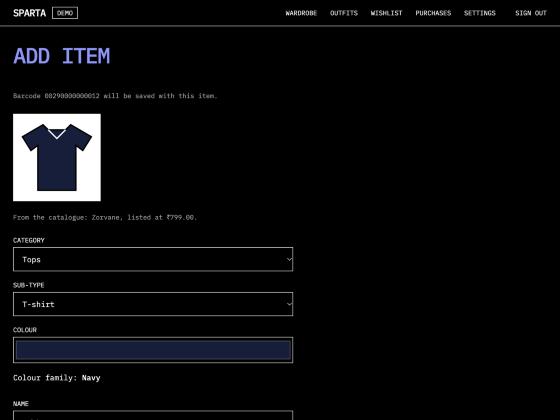 SPARTA DEMO WARDROBE OUTFITS WISHLIST PURCHASES SETTINGS SIGN OUT
ADD ITEM
Barcode 00290000000012 will be saved with this item.
From the catalogue: Zorvane, listed at ₹799.00.
CATEGORY
Tops
SUB-TYPE
T-shirt
COLOUR
Colour family: Navy
NAME